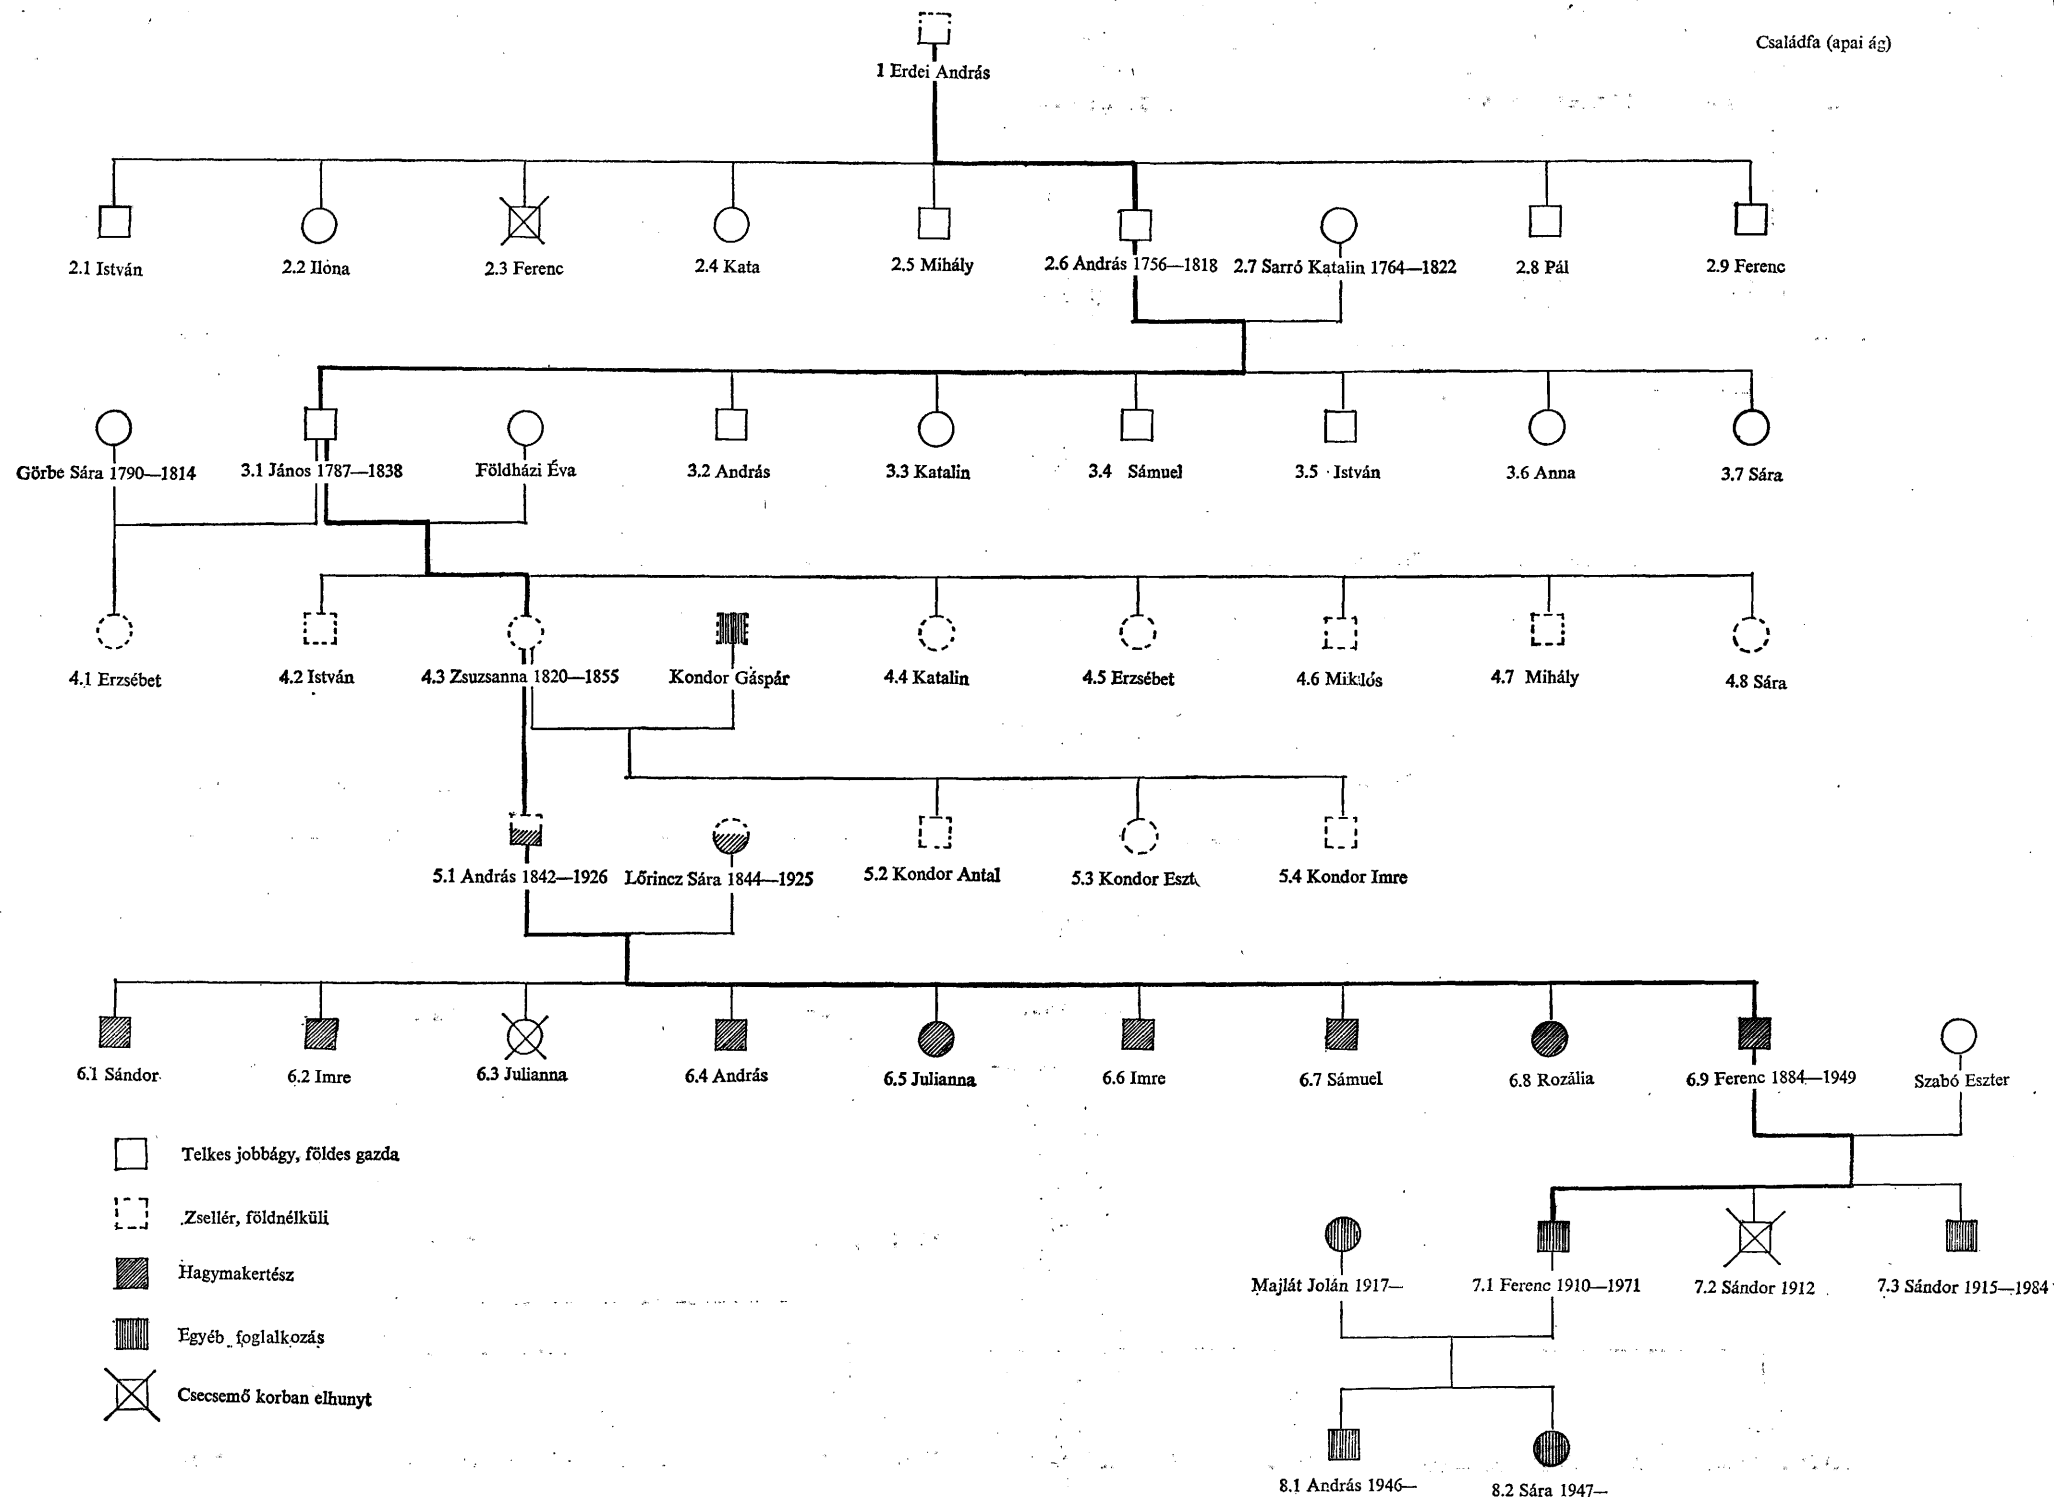 Családfa (apai ág)
1 Erdei András
2.1 István
2.2 Ilona
2.3 Ferenc
2.4 Kata
2.5 Mihály
2.6 András 1756—1818
2.7 Sarró Katalin 1764—1822
2.8 Pál
2.9 Ferenc
Görbe Sára 1790—1814
3.1 János 1787—1838
Földházi Éva
3.2 András
3.3 Katalin
3.4 Sámuel
3.5 István
3.6 Anna
3.7 Sára
4.1 Erzsébet
4.2 István
4.3 Zsuzsanna 1820—1855
Kondor Gáspár
4.4 Katalin
4.5 Erzsébet
4.6 Miklós
4.7 Mihály
4.8 Sára
5.1 András 1842—1926
Lőrincz Sára 1844—1925
5.2 Kondor Antal
5.3 Kondor Eszt
5.4 Kondor Imre
6.1 Sándor
6.2 Imre
6.3 Julianna
6.4 András
6.5 Julianna
6.6 Imre
6.7 Sámuel
6.8 Rozália
6.9 Ferenc 1884—1949
Szabó Eszter
Telkes jobbágy, földes gazda
Zsellér, földnélküli
Hagymakertész
Egyéb foglalkozás
Csecsemő korban elhunyt
Majlát Jolán 1917—
7.1 Ferenc 1910—1971
7.2 Sándor 1912
7.3 Sándor 1915—1984
8.1 András 1946—
8.2 Sára 1947—